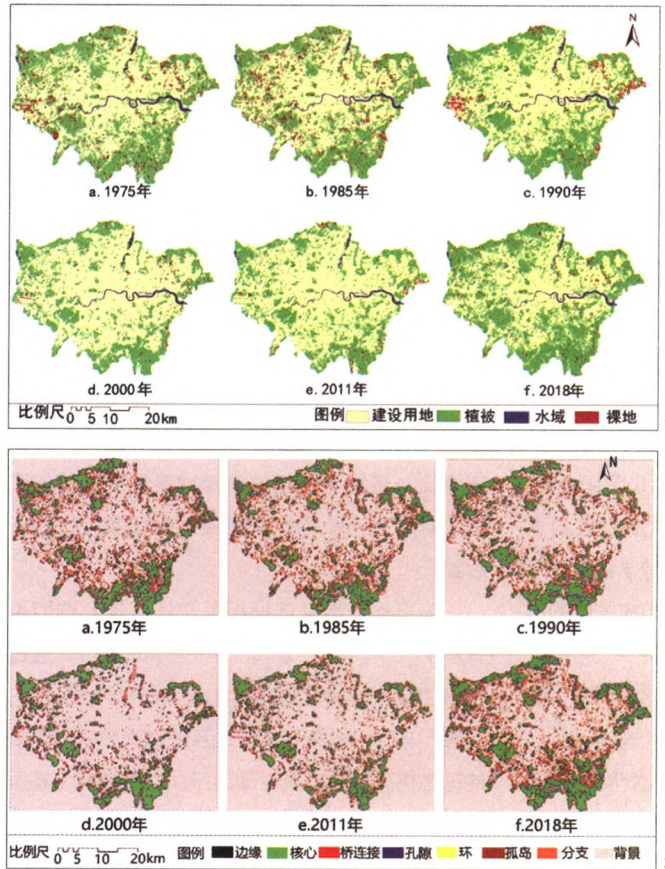 N
a. 1975年 b. 1985年 c. 1990年
d. 2000年 e. 2011年 f. 2018年
比例尺 0 5 10 20km 图例 建设用地 植被 水域 裸地
N
a.1975年 b.1985年 c.1990年
d.2000年 e.2011年 f.2018年
比例尺 0 5 10 20km 图例 边缘 核心 桥连接 孔隙 环 孤岛 分支 背景